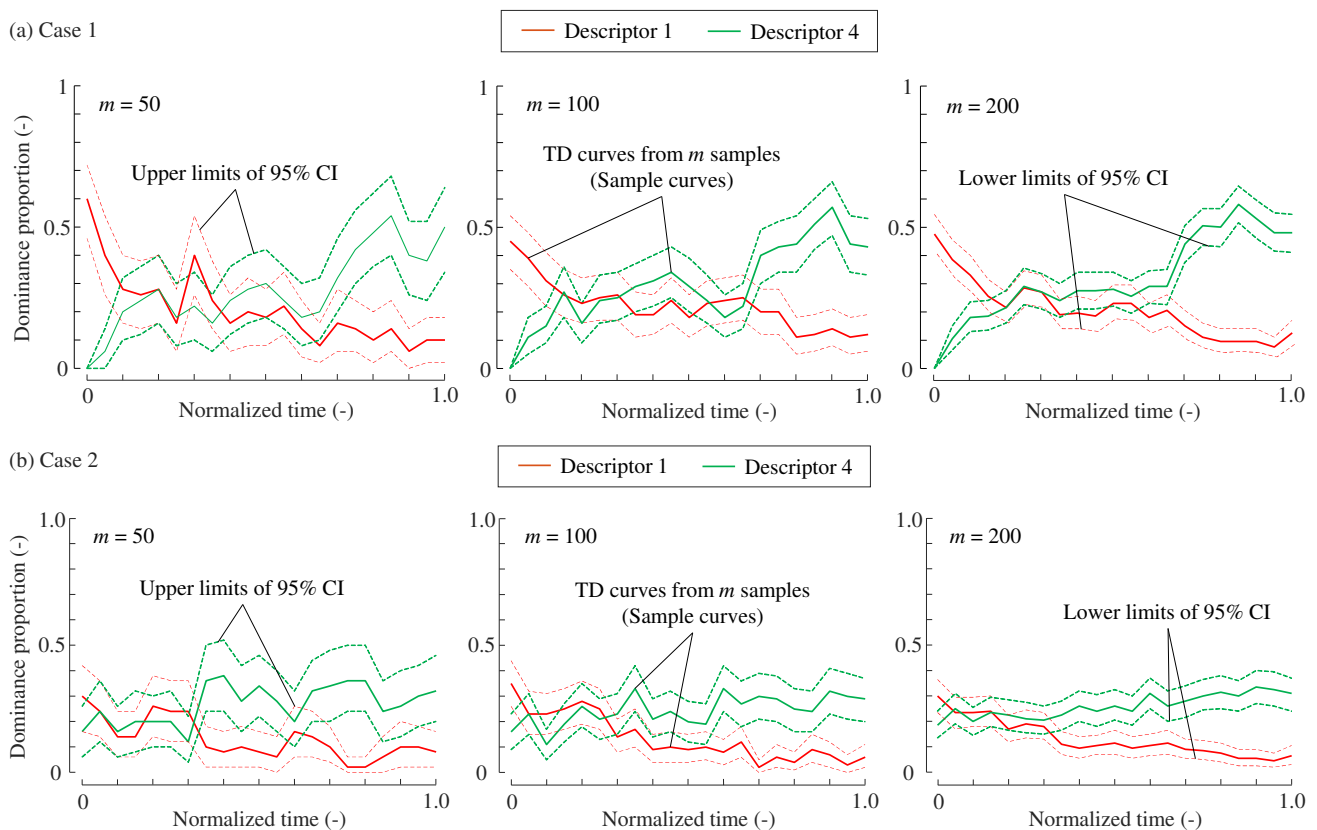 (a) Case 1
Descriptor 1
Descriptor 4
Dominance proportion (-)
1
0.5
0
m = 50
Upper limits of 95% CI
0
1.0
Normalized time (-)
1
0.5
0
m = 100
TD curves from m samples
(Sample curves)
0
1.0
Normalized time (-)
1
0.5
0
m = 200
Lower limits of 95% CI
0
1.0
Normalized time (-)
(b) Case 2
Descriptor 1
Descriptor 4
Dominance proportion (-)
1.0
0.5
0
m = 50
Upper limits of 95% CI
0
1.0
Normalized time (-)
1.0
0.5
0
m = 100
TD curves from m samples
(Sample curves)
0
1.0
Normalized time (-)
1.0
0.5
0
m = 200
Lower limits of 95% CI
0
1.0
Normalized time (-)